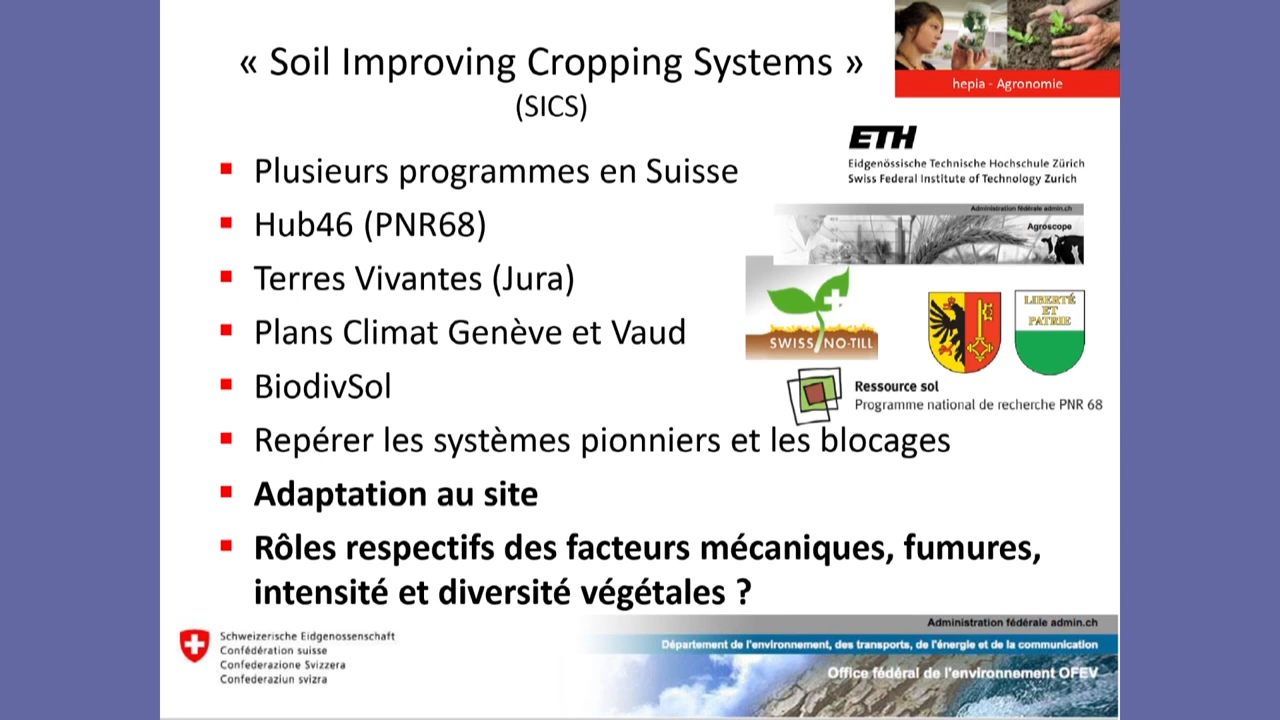 « Soil Improving Cropping Systems »
(SICS)
hepia - Agronomie
ETH
Eidgenössische Technische Hochschule Zürich
Swiss Federal Institute of Technology Zurich
Plusieurs programmes en Suisse
Administration fédérale admin.ch
Agroscope
Hub46 (PNR68)
Terres Vivantes (Jura)
SWISS NO-TILL
LIBERTÉ
ET
PATRIE
Plans Climat Genève et Vaud
BiodivSol
Ressource sol
Programme national de recherche PNR 68
Repérer les systèmes pionniers et les blocages
Adaptation au site
Rôles respectifs des facteurs mécaniques, fumures,
intensité et diversité végétales ?
Schweizerische Eidgenossenschaft
Confédération suisse
Confederazione Svizzera
Confederaziun svizra
Administration fédérale admin.ch
Département de l'environnement, des transports, de l'énergie et de la communication
Office fédéral de l'environnement OFEV